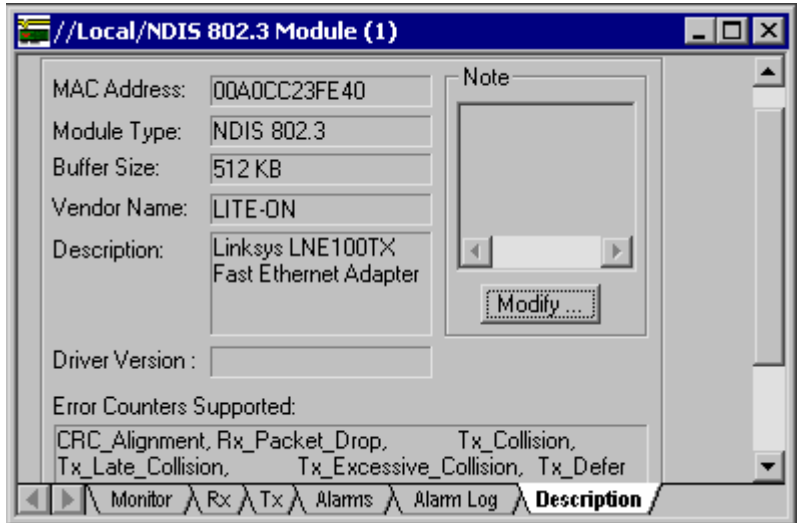 //Local/NDIS 802.3 Module (1)
MAC Address: 00A0CC23FE40
Note
Module Type: NDIS 802.3
Buffer Size: 512 KB
Vendor Name: LITE-ON
Description: Linksys LNE100TX
Fast Ethernet Adapter
Modify ...
Driver Version :
Error Counters Supported:
CRC_Alignment, Rx_Packet_Drop, Tx_Collision,
Tx_Late_Collision, Tx_Excessive_Collision, Tx_Defer
Monitor Rx Tx Alarms Alarm Log Description